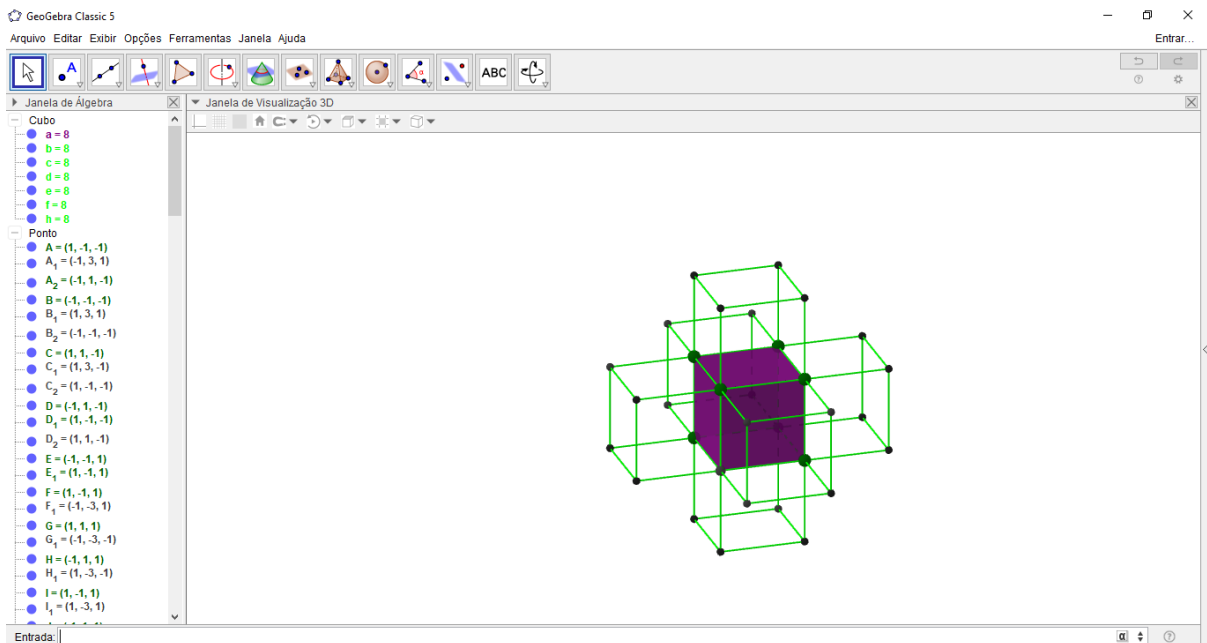 GeoGebra Classic 5
Arquivo Editar Exibir Opções Ferramentas Janela Ajuda
Entrar...
A
α
ABC
Janela de Álgebra
Janela de Visualização 3D
Cubo
a = 8
b = 8
c = 8
d = 8
e = 8
f = 8
h = 8
Ponto
A = (1, -1, -1)
A₁ = (-1, 3, 1)
A₂ = (-1, 1, -1)
B = (-1, -1, -1)
B₁ = (1, 3, 1)
B₂ = (-1, -1, -1)
C = (1, 1, -1)
C₁ = (1, 3, -1)
C₂ = (1, -1, -1)
D = (-1, 1, -1)
D₁ = (1, -1, -1)
D₂ = (1, 1, -1)
E = (-1, -1, 1)
E₁ = (1, -1, 1)
F = (1, -1, 1)
F₁ = (-1, -3, 1)
G = (1, 1, 1)
G₁ = (-1, -3, -1)
H = (-1, 1, 1)
H₁ = (1, -3, -1)
I = (1, -1, 1)
I₁ = (1, -3, 1)
Entrada:
α